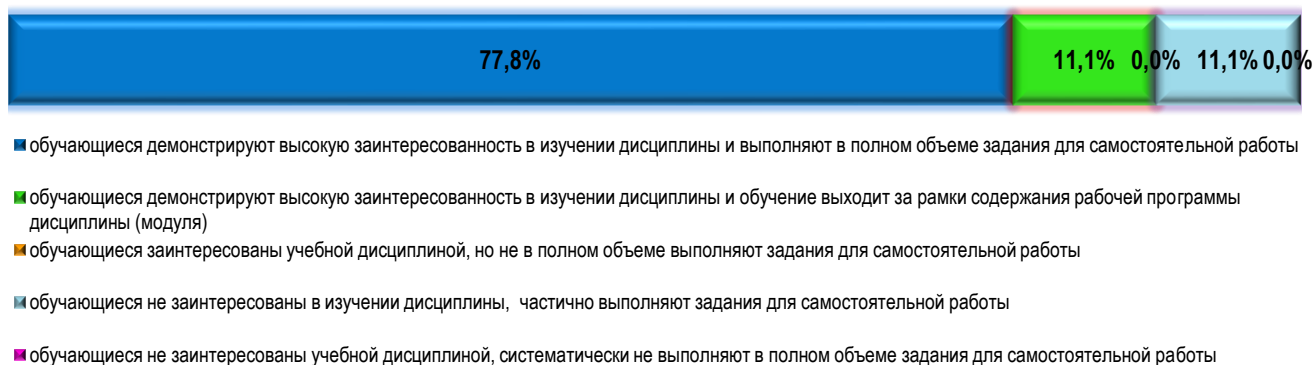 77,8% 11,1% 0,0% 11,1% 0,0%
обучающиеся демонстрируют высокую заинтересованность в изучении дисциплины и выполняют в полном объеме задания для самостоятельной работы
обучающиеся демонстрируют высокую заинтересованность в изучении дисциплины и обучение выходит за рамки содержания рабочей программы
дисциплины (модуля)
обучающиеся заинтересованы учебной дисциплиной, но не в полном объеме выполняют задания для самостоятельной работы
обучающиеся не заинтересованы в изучении дисциплины, частично выполняют задания для самостоятельной работы
обучающиеся не заинтересованы учебной дисциплиной, систематически не выполняют в полном объеме задания для самостоятельной работы